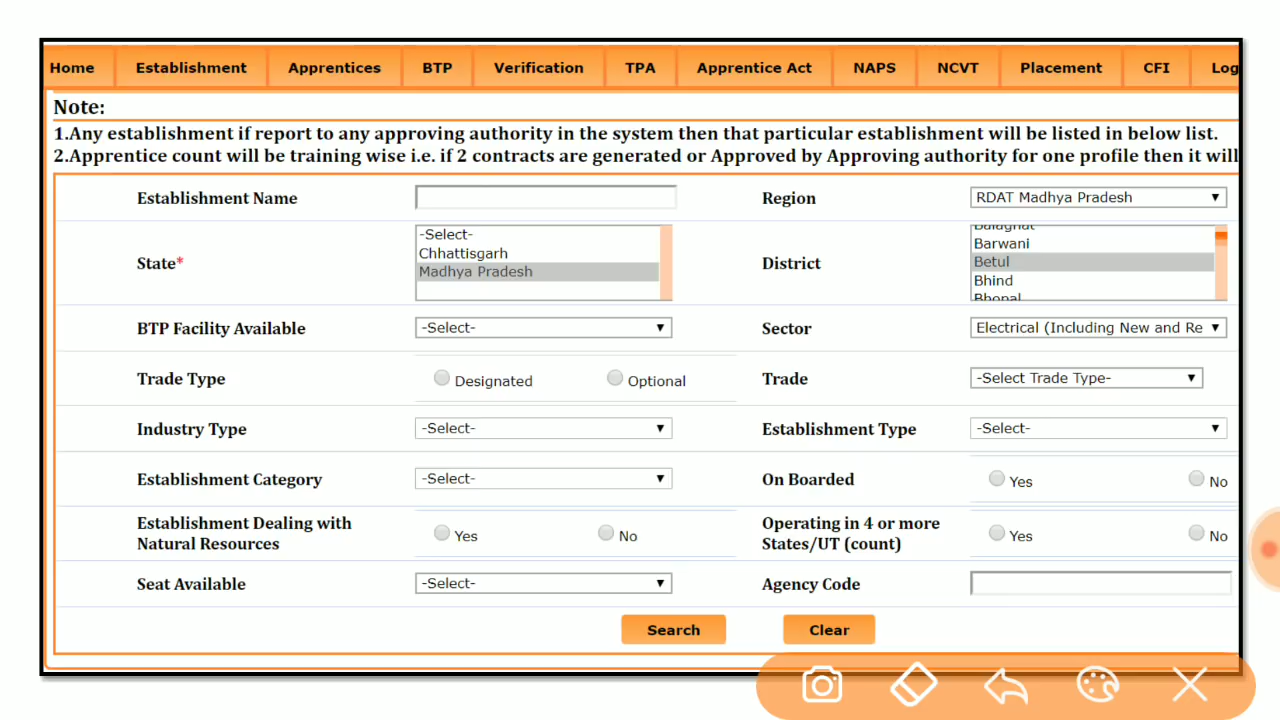 Home Establishment Apprentices BTP Verification TPA Apprentice Act NAPS NCVT Placement CFI Log
Note:
1.Any establishment if report to any approving authority in the system then that particular establishment will be listed in below list.
2.Apprentice count will be training wise i.e. if 2 contracts are generated or Approved by Approving authority for one profile then it will
Establishment Name Region RDAT Madhya Pradesh
State* -Select- Chhattisgarh Madhya Pradesh District Balaghat Barwani Betul Bhind Bhopal
BTP Facility Available -Select- Sector Electrical (Including New and Re
Trade Type Designated Optional Trade -Select Trade Type-
Industry Type -Select- Establishment Type -Select-
Establishment Category -Select- On Boarded Yes No
Establishment Dealing with Natural Resources Yes No Operating in 4 or more States/UT (count) Yes No
Seat Available -Select- Agency Code
Search Clear